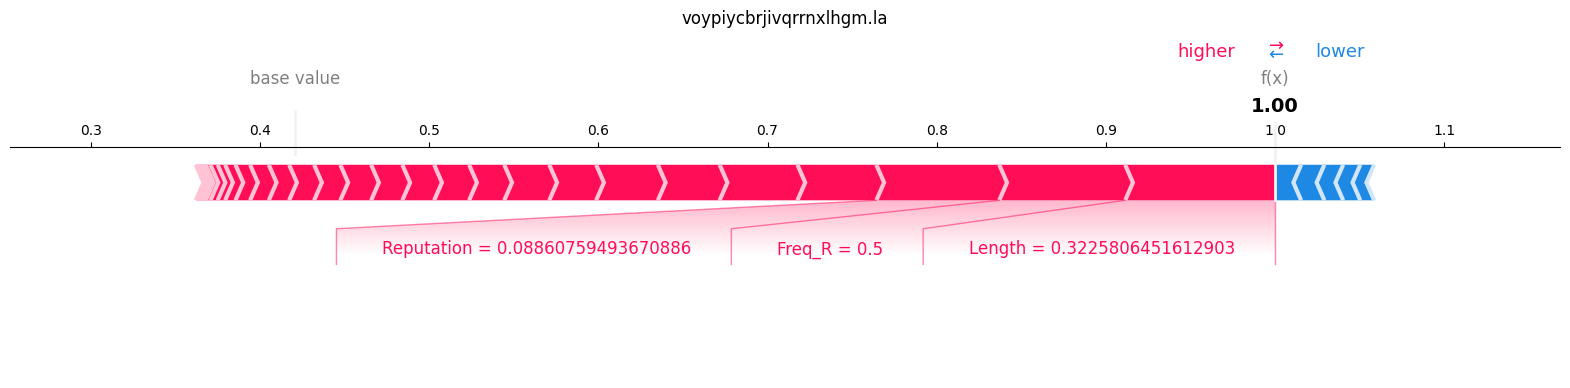 voypiycbrjivqrrnxlhgm.la
higher → ← lower
base value f(x)
1.00
0.3 0.4 0.5 0.6 0.7 0.8 0.9 1.0 1.1
Reputation = 0.08860759493670886 Freq_R = 0.5 Length = 0.3225806451612903